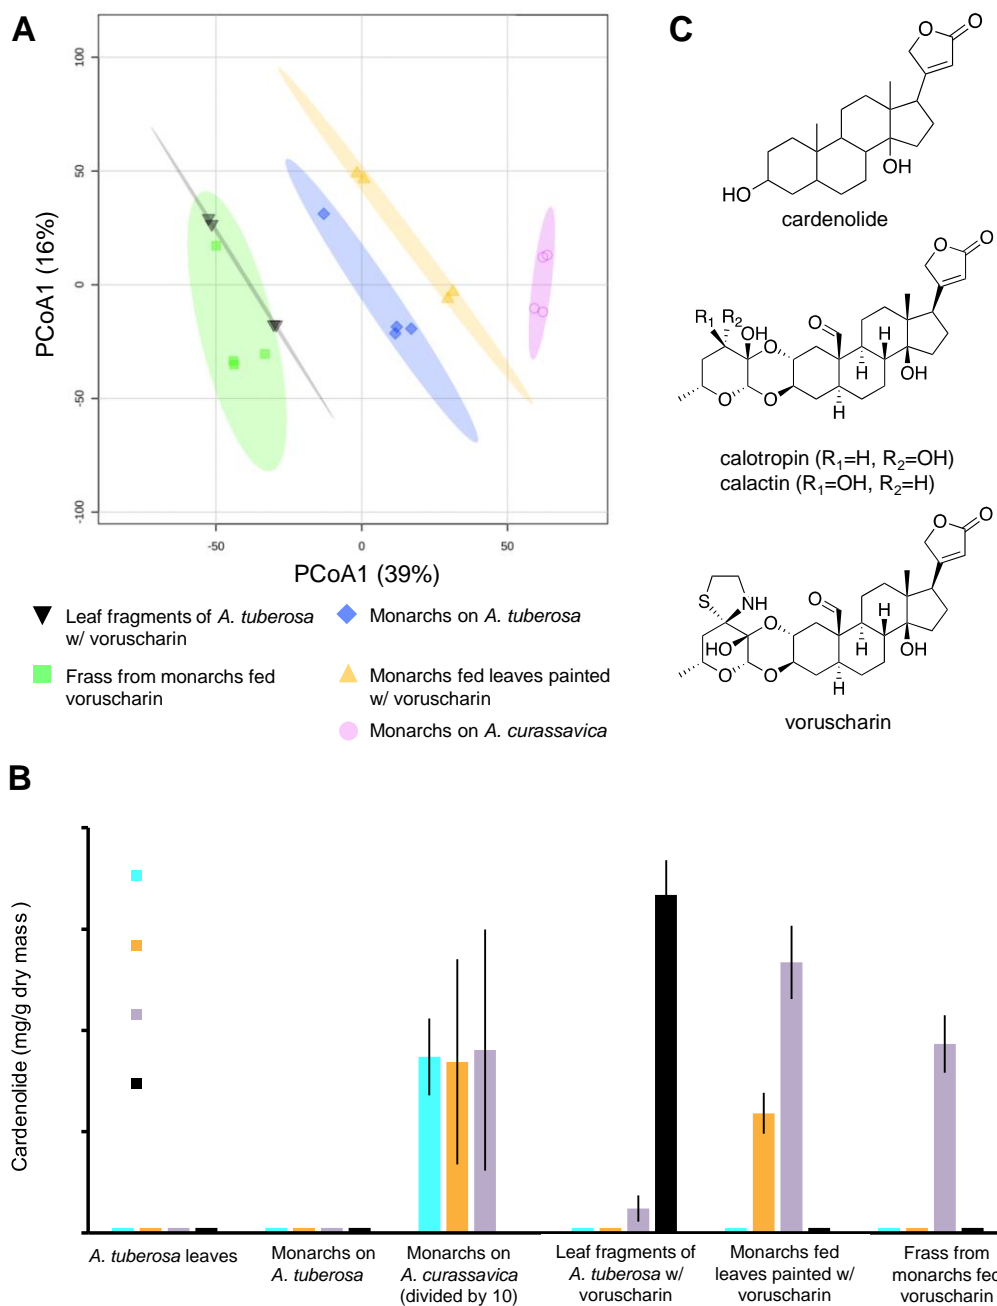 A
100
50
0
-50
-100
PCoA1 (16%)
-50
0
50
PCoA1 (39%)
Leaf fragments of A. tuberosa
w/ voruscharin
Frass from monarchs fed
voruscharin
Monarchs on A. tuberosa
Monarchs fed leaves painted
w/ voruscharin
Monarchs on A. curassavica
C
O
O
OH
HO
cardenolide
O
O
R1
R2
OH
O
O
H
H
OH
O
O
H
calotropin (R1=H, R2=OH)
calactin (R1=OH, R2=H)
O
O
S
NH
O
O
H
HO
H
OH
O
O
H
voruscharin
B
Cardenolide (mg/g dry mass )
A. tuberosa leaves
Monarchs on
A. tuberosa
Monarchs on
A. curassavica
(divided by 10)
Leaf fragments of
A. tuberosa w/
voruscharin
Monarchs fed
leaves painted w/
voruscharin
Frass from
monarchs fed
voruscharin